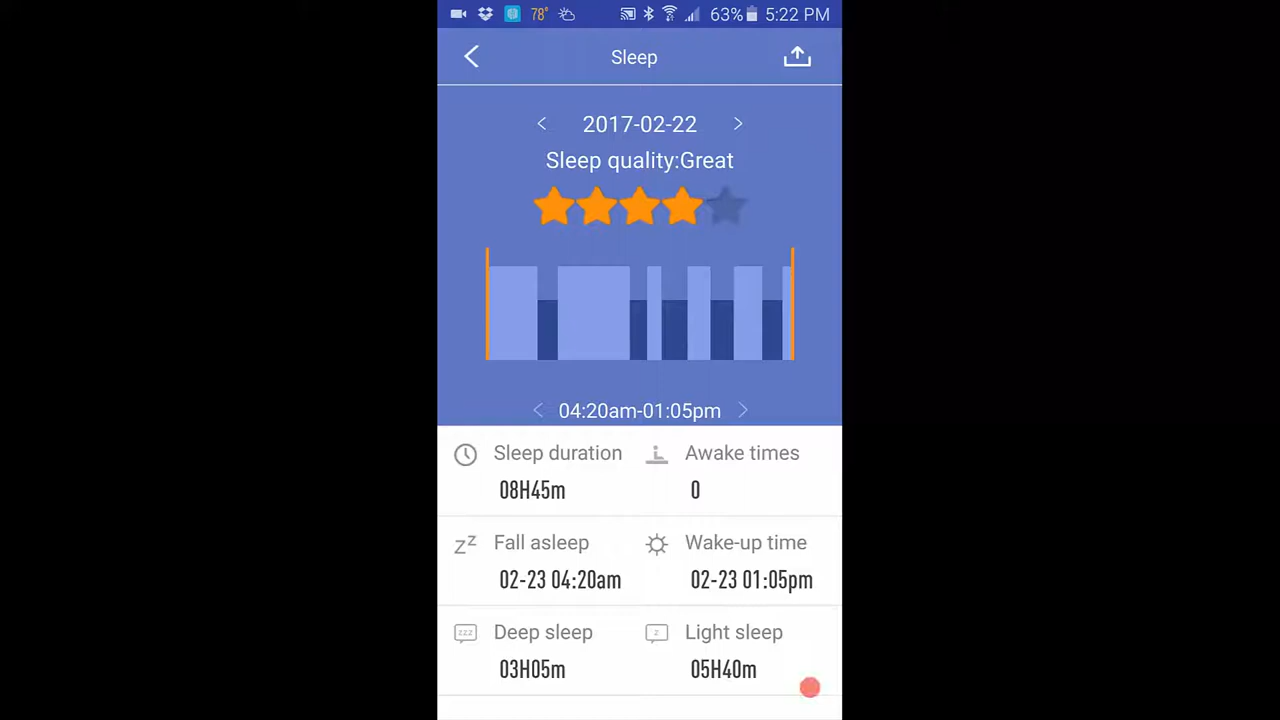 78° 63% 5:22 PM
Sleep
2017-02-22
Sleep quality:Great
04:20am-01:05pm
Sleep duration Awake times
08H45m 0
Fall asleep Wake-up time
02-23 04:20am 02-23 01:05pm
Deep sleep Light sleep
03H05m 05H40m